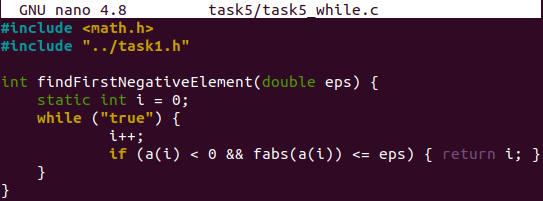 GNU nano 4.8 task5/task5_while.c
#include <math.h>
#include "../task1.h"
int findFirstNegativeElement(double eps) {
static int i = 0;
while ("true") {
i++;
if (a(i) < 0 && fabs(a(i)) <= eps) { return i; }
}
}